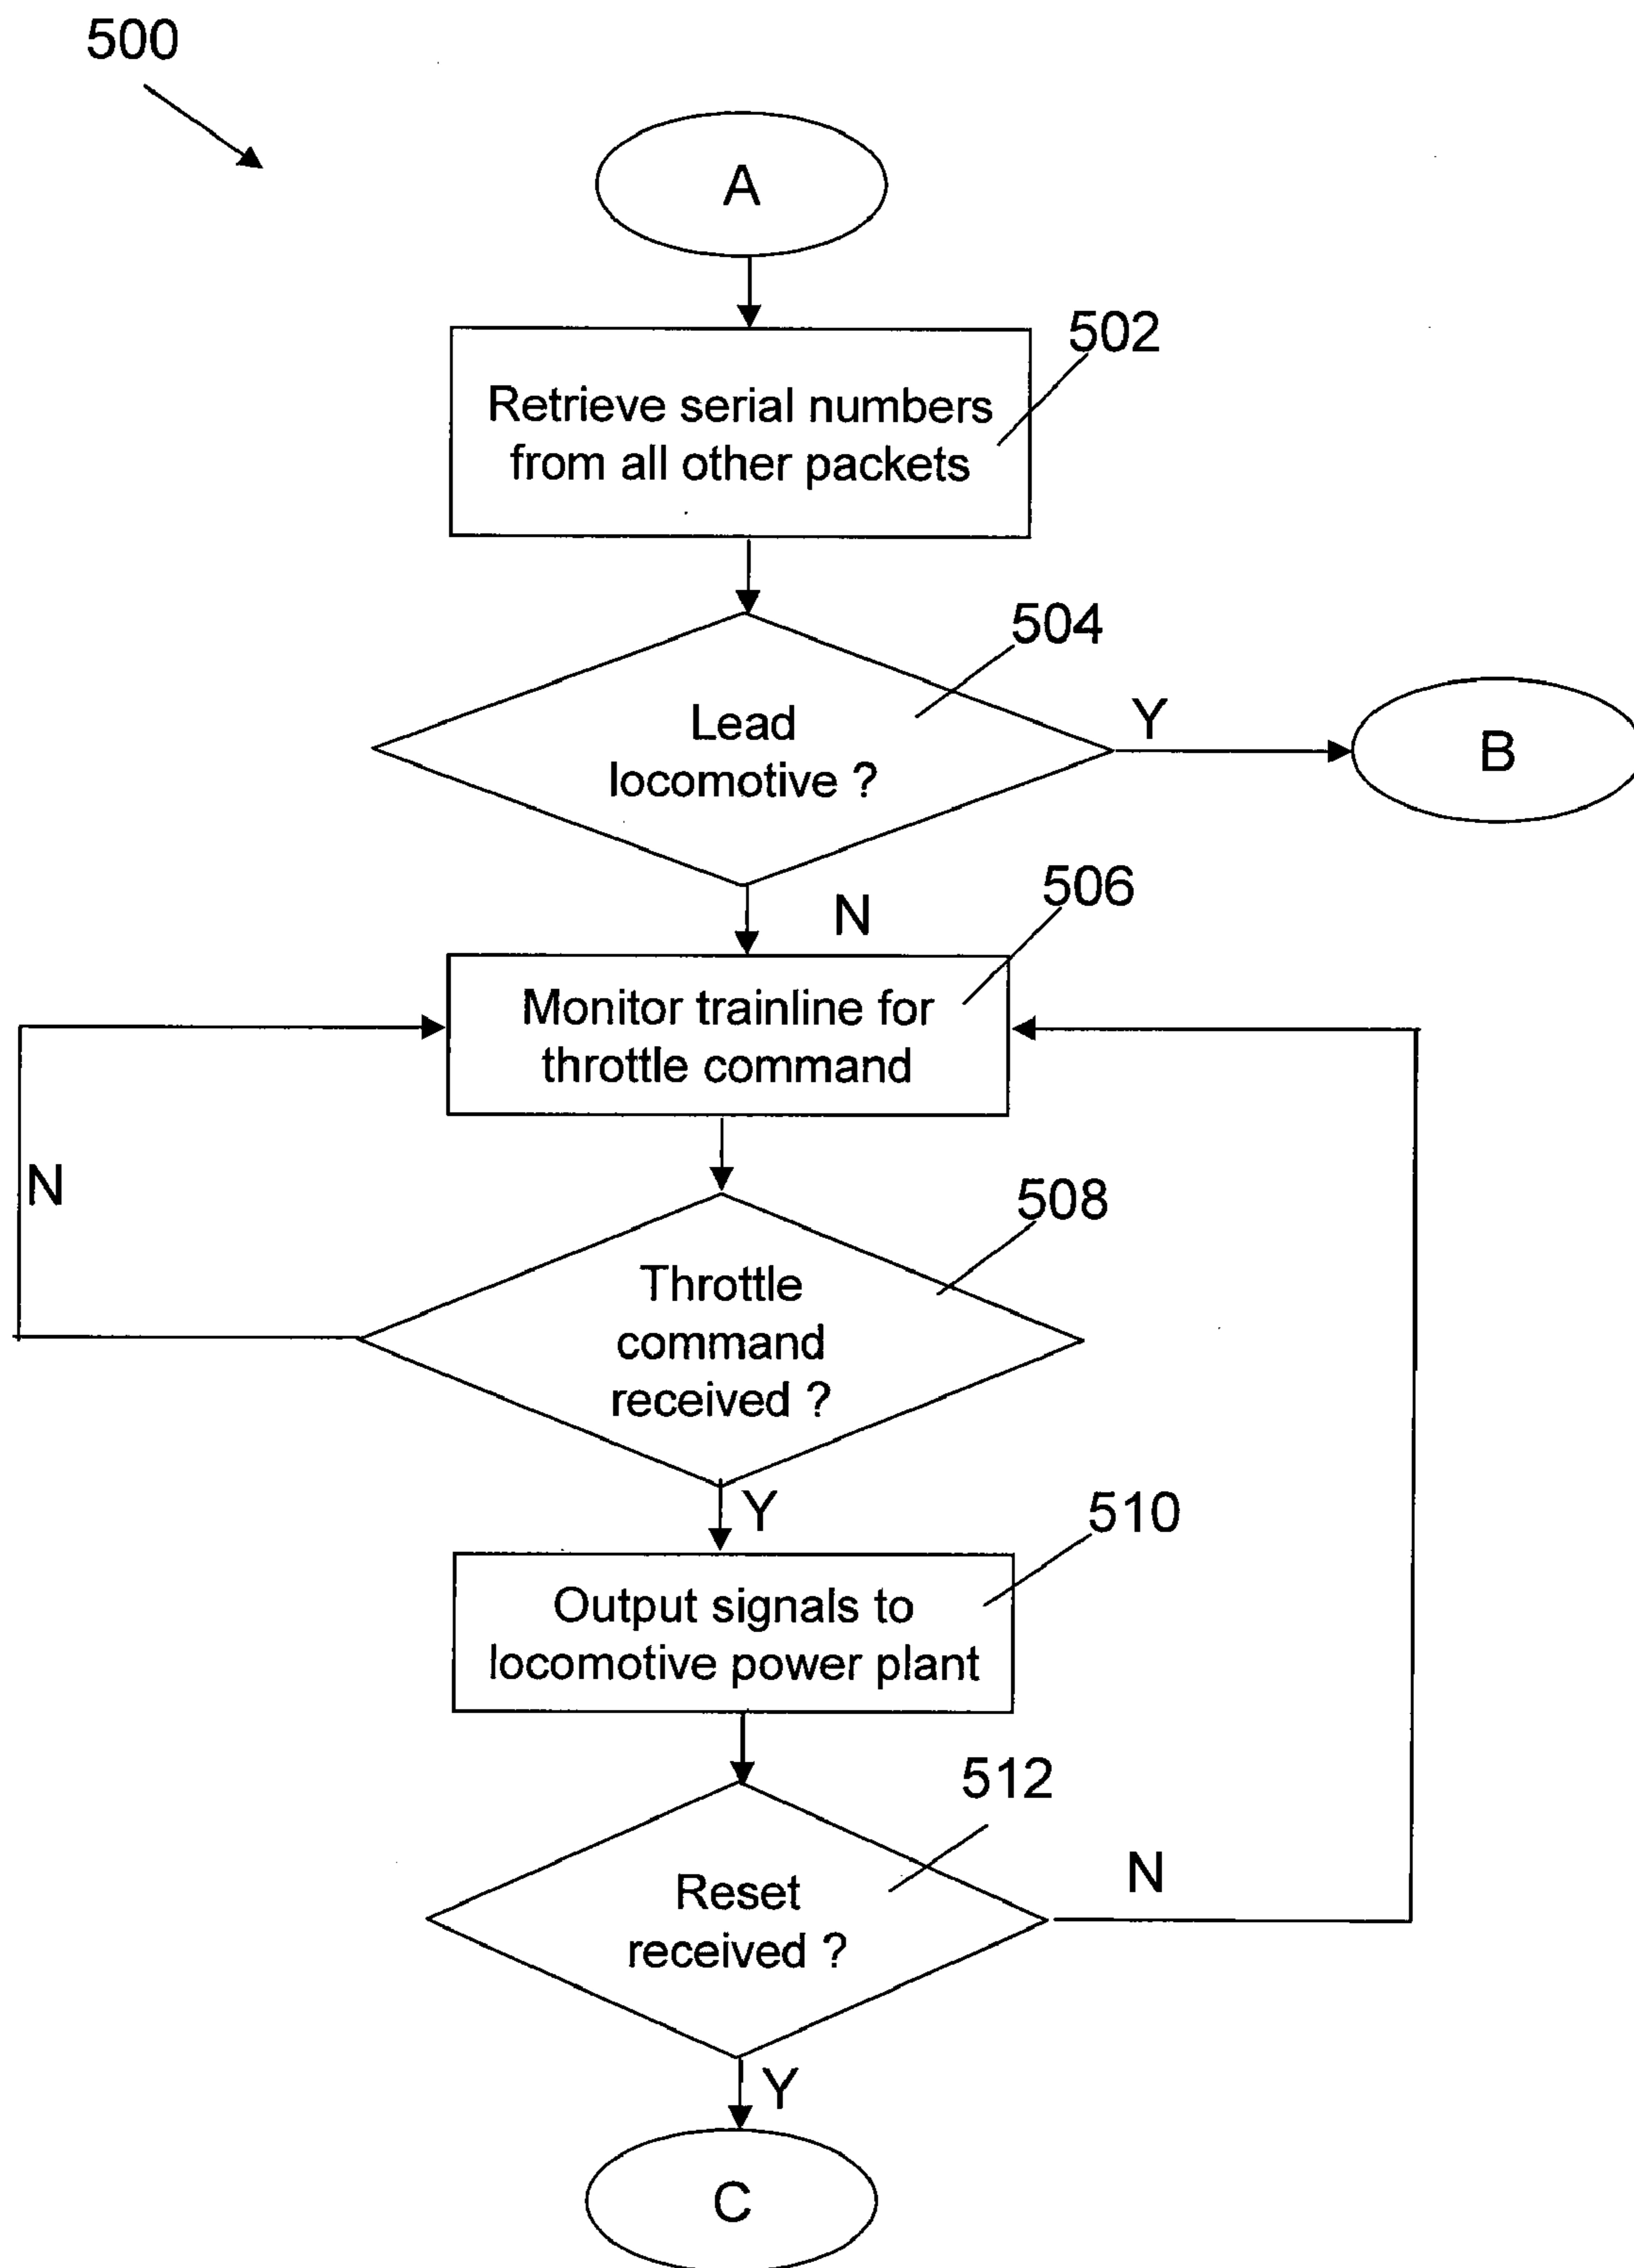 500
A
502
Retrieve serial numbers
from all other packets
504
Lead
locomotive ?
Y
B
N
506
Monitor trainline for
throttle command
N
508
Throttle
command
received ?
Y
510
Output signals to
locomotive power plant
512
Reset
received ?
N
Y
C